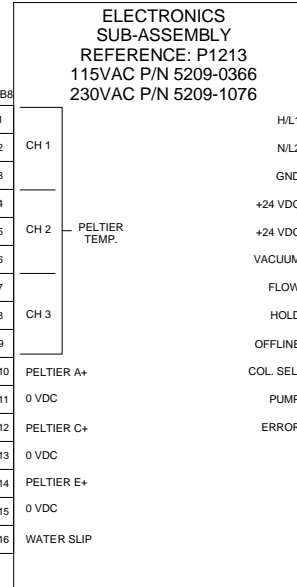 ELECTRONICS
SUB-ASSEMBLY
REFERENCE: P1213
115VAC P/N 5209-0366
230VAC P/N 5209-1076
B8
1
2
3
4
5
6
7
8
9
10
11
12
13
14
15
16
CH 1
CH 2
CH 3
PELTIER
TEMP.
PELTIER A+
0 VDC
PELTIER C+
0 VDC
PELTIER E+
0 VDC
WATER SLIP
H/L1
N/L2
GND
+24 VDC
+24 VDC
VACUUM
FLOW
HOLD
OFFLINE
COL. SEL.
PUMP
ERROR